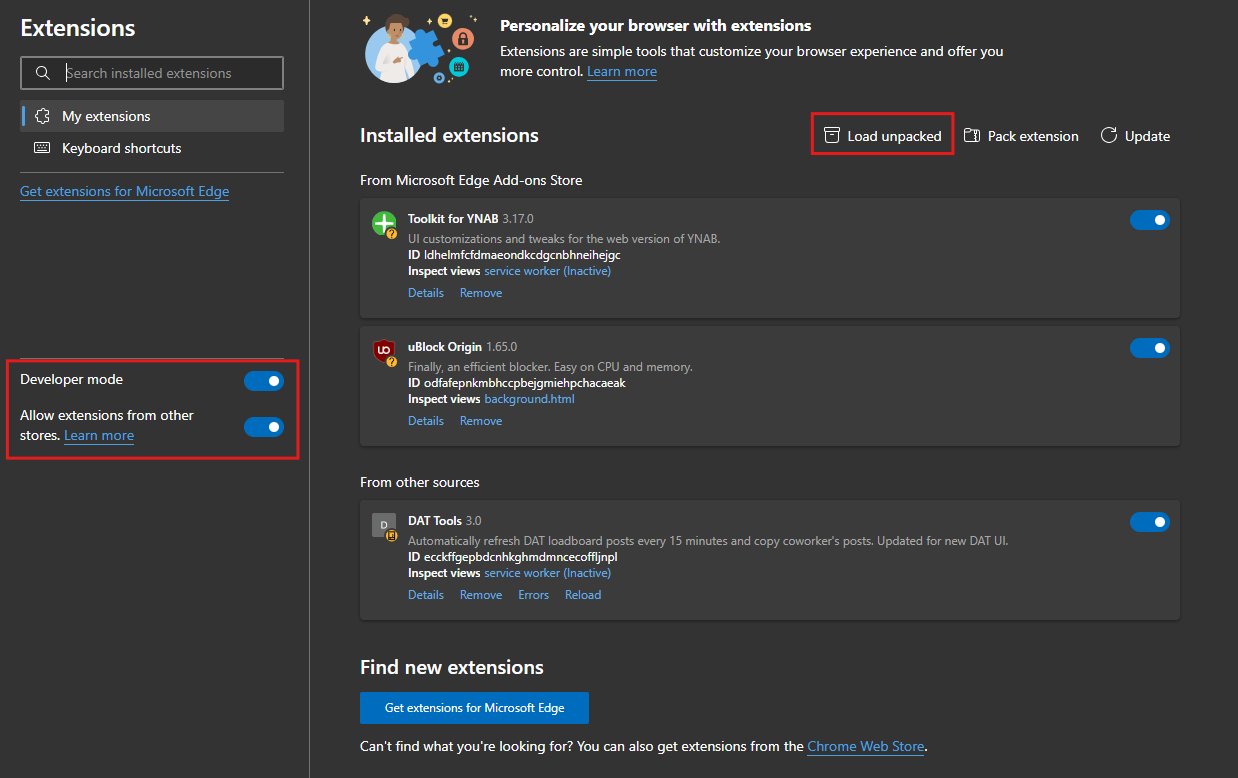 Extensions
Search installed extensions
My extensions
Keyboard shortcuts
Get extensions for Microsoft Edge
Developer mode
Allow extensions from other
stores. Learn more
Personalize your browser with extensions
Extensions are simple tools that customize your browser experience and offer you
more control. Learn more
Installed extensions
Load unpacked
Pack extension
Update
From Microsoft Edge Add-ons Store
Toolkit for YNAB 3.17.0
UI customizations and tweaks for the web version of YNAB.
ID ldhelmfcfdmaeondkcdgcnbhneihejgc
Inspect views service worker (Inactive)
Details Remove
UO
uBlock Origin 1.65.0
Finally, an efficient blocker. Easy on CPU and memory.
ID odfafepnkmbhccpbejgmiehpchacaeak
Inspect views background.html
Details Remove
From other sources
D
DAT Tools 3.0
Automatically refresh DAT loadboard posts every 15 minutes and copy coworker's posts. Updated for new DAT UI.
ID ecckffgepbdcnhkghmdmncecoffljnpl
Inspect views service worker (Inactive)
Details Remove Errors Reload
Find new extensions
Get extensions for Microsoft Edge
Can't find what you're looking for? You can also get extensions from the Chrome Web Store.